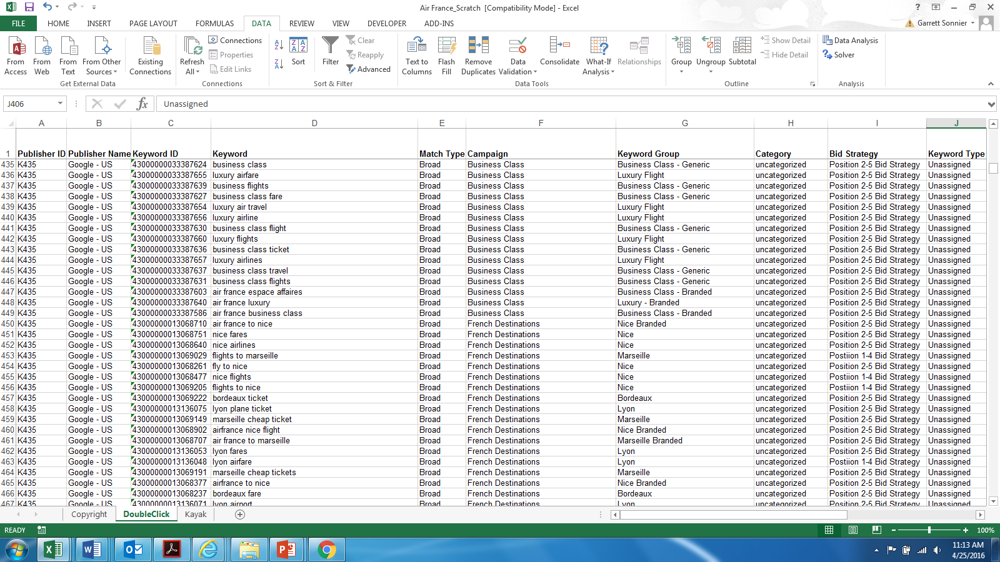 Air France_Scratch [Compatibility Mode] - Excel
FILE HOME INSERT PAGE LAYOUT FORMULAS DATA REVIEW VIEW DEVELOPER ADD-INS Garrett Sonnier
From Access From Web From Text From Other Sources Existing Connections Refresh All Connections Properties Edit Links Sort Filter Clear Reapply Advanced Text to Columns Flash Fill Remove Duplicates Data Validation Consolidate What-If Analysis Relationships Group Ungroup Subtotal Show Detail Hide Detail Data Analysis Solver
Get External Data Connections Sort & Filter Data Tools Outline Analysis
J406 fx Unassigned
A B C D E F G H I J
1 Publisher ID Publisher Name Keyword ID Keyword Match Type Campaign Keyword Group Category Bid Strategy Keyword Type
435 K435 Google - US 43000000033387624 business class Broad Business Class Business Class - Generic uncategorized Position 2-5 Bid Strategy Unassigned
436 K435 Google - US 43000000033387655 luxury airfare Broad Business Class Luxury Flight uncategorized Position 2-5 Bid Strategy Unassigned
437 K435 Google - US 43000000033387639 business flights Broad Business Class Business Class - Generic uncategorized Position 2-5 Bid Strategy Unassigned
438 K435 Google - US 43000000033387627 business class fare Broad Business Class Business Class - Generic uncategorized Position 2-5 Bid Strategy Unassigned
439 K435 Google - US 43000000033387654 luxury air travel Broad Business Class Luxury Flight uncategorized Position 2-5 Bid Strategy Unassigned
440 K435 Google - US 43000000033387656 luxury airline Broad Business Class Luxury Flight uncategorized Position 2-5 Bid Strategy Unassigned
441 K435 Google - US 43000000033387630 business class flight Broad Business Class Business Class - Generic uncategorized Position 2-5 Bid Strategy Unassigned
442 K435 Google - US 43000000033387660 luxury flights Broad Business Class Luxury Flight uncategorized Position 2-5 Bid Strategy Unassigned
443 K435 Google - US 43000000033387636 business class ticket Broad Business Class Business Class - Generic uncategorized Position 2-5 Bid Strategy Unassigned
444 K435 Google - US 43000000033387657 luxury airlines Broad Business Class Luxury Flight uncategorized Position 2-5 Bid Strategy Unassigned
445 K435 Google - US 43000000033387637 business class travel Broad Business Class Business Class - Generic uncategorized Position 2-5 Bid Strategy Unassigned
446 K435 Google - US 43000000033387631 business class flights Broad Business Class Business Class - Generic uncategorized Position 2-5 Bid Strategy Unassigned
447 K435 Google - US 43000000033387603 air france espace affaires Broad Business Class Business Class - Branded uncategorized Position 2-5 Bid Strategy Unassigned
448 K435 Google - US 43000000033387640 air france luxury Broad Business Class Luxury - Branded uncategorized Position 2-5 Bid Strategy Unassigned
449 K435 Google - US 43000000033387586 air france business class Broad Business Class Business Class - Branded uncategorized Position 2-5 Bid Strategy Unassigned
450 K435 Google - US 43000000013068710 air france to nice Broad French Destinations Nice Branded uncategorized Position 2-5 Bid Strategy Unassigned
451 K435 Google - US 43000000013068751 nice fares Broad French Destinations Nice uncategorized Position 2-5 Bid Strategy Unassigned
452 K435 Google - US 43000000013068640 nice airlines Broad French Destinations Nice uncategorized Position 2-5 Bid Strategy Unassigned
453 K435 Google - US 43000000013069029 flights to marseille Broad French Destinations Marseille uncategorized Postiion 1-4 Bid Strategy Unassigned
454 K435 Google - US 43000000013068261 fly to nice Broad French Destinations Nice uncategorized Position 2-5 Bid Strategy Unassigned
455 K435 Google - US 43000000013068477 nice flights Broad French Destinations Nice uncategorized Postiion 1-4 Bid Strategy Unassigned
456 K435 Google - US 43000000013069205 flights to nice Broad French Destinations Nice uncategorized Postiion 1-4 Bid Strategy Unassigned
457 K435 Google - US 43000000013069222 bordeaux ticket Broad French Destinations Bordeaux uncategorized Position 2-5 Bid Strategy Unassigned
458 K435 Google - US 43000000013136075 lyon plane ticket Broad French Destinations Lyon uncategorized Position 2-5 Bid Strategy Unassigned
459 K435 Google - US 43000000013069149 marseille cheap ticket Broad French Destinations Marseille uncategorized Position 2-5 Bid Strategy Unassigned
460 K435 Google - US 43000000013068902 airfrance nice flight Broad French Destinations Nice Branded uncategorized Position 2-5 Bid Strategy Unassigned
461 K435 Google - US 43000000013068707 air france to marseille Broad French Destinations Marseille Branded uncategorized Position 2-5 Bid Strategy Unassigned
462 K435 Google - US 43000000013136053 lyon fares Broad French Destinations Lyon uncategorized Position 2-5 Bid Strategy Unassigned
463 K435 Google - US 43000000013136048 lyon airfare Broad French Destinations Lyon uncategorized Postiion 1-4 Bid Strategy Unassigned
464 K435 Google - US 43000000013069191 marseille cheap tickets Broad French Destinations Marseille uncategorized Position 2-5 Bid Strategy Unassigned
465 K435 Google - US 43000000013068377 airfrance to nice Broad French Destinations Nice Branded uncategorized Position 2-5 Bid Strategy Unassigned
466 K435 Google - US 43000000013068237 bordeaux fare Broad French Destinations Bordeaux uncategorized Position 2-5 Bid Strategy Unassigned
467 K435 Google - US 43000000013136071 lyon airport Broad French Destinations Lyon uncategorized Position 2-5 Bid Strategy Unassigned
Copyright DoubleClick Kayak
READY 100%
11:13 AM
4/25/2016